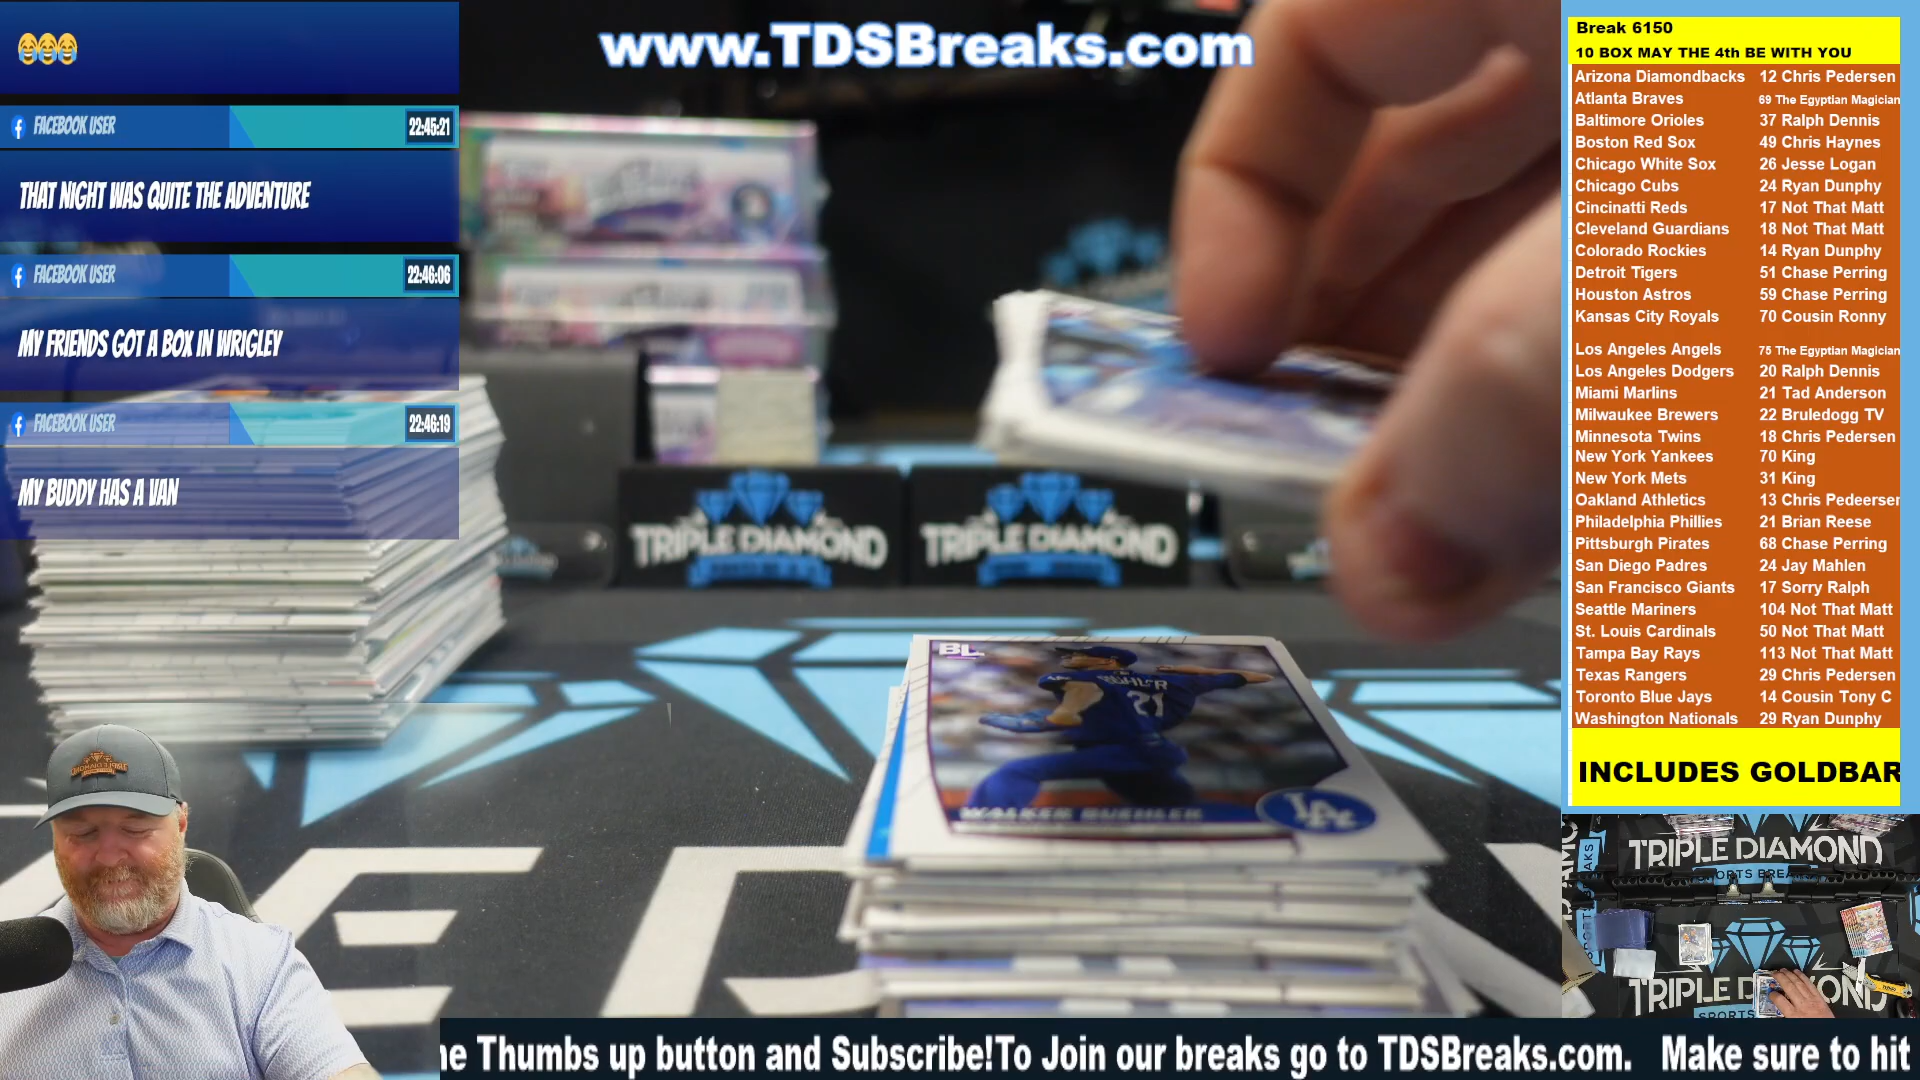 www.TDSBreaks.com
FACEBOOK USER
22:45:21
THAT NIGHT WAS QUITE THE ADVENTURE
FACEBOOK USER
22:46:06
MY FRIENDS GOT A BOX IN WRIGLEY
FACEBOOK USER
22:46:19
MY BUDDY HAS A VAN
TRIPLE DIAMOND
TRIPLE DIAMOND
BL
21
WALKER BUEHLER
LA
Break 6150
10 BOX MAY THE 4th BE WITH YOU
Arizona Diamondbacks 12 Chris Pedersen
Atlanta Braves 69 The Egyptian Magician
Baltimore Orioles 37 Ralph Dennis
Boston Red Sox 49 Chris Haynes
Chicago White Sox 26 Jesse Logan
Chicago Cubs 24 Ryan Dunphy
Cincinatti Reds 17 Not That Matt
Cleveland Guardians 18 Not That Matt
Colorado Rockies 14 Ryan Dunphy
Detroit Tigers 51 Chase Perring
Houston Astros 59 Chase Perring
Kansas City Royals 70 Cousin Ronny
Los Angeles Angels 75 The Egyptian Magician
Los Angeles Dodgers 20 Ralph Dennis
Miami Marlins 21 Tad Anderson
Milwaukee Brewers 22 Bruledogg TV
Minnesota Twins 18 Chris Pedersen
New York Yankees 70 King
New York Mets 31 King
Oakland Athletics 13 Chris Pedeersen
Philadelphia Phillies 21 Brian Reese
Pittsburgh Pirates 68 Chase Perring
San Diego Padres 24 Jay Mahlen
San Francisco Giants 17 Sorry Ralph
Seattle Mariners 104 Not That Matt
St. Louis Cardinals 50 Not That Matt
Tampa Bay Rays 113 Not That Matt
Texas Rangers 29 Chris Pedersen
Toronto Blue Jays 14 Cousin Tony C
Washington Nationals 29 Ryan Dunphy
INCLUDES GOLDBAR
TRIPLE DIAMOND
SPORTS BREAKS
TRIPLE DIAMOND
SPORTS
he Thumbs up button and Subscribe!To Join our breaks go to TDSBreaks.com. Make sure to hit